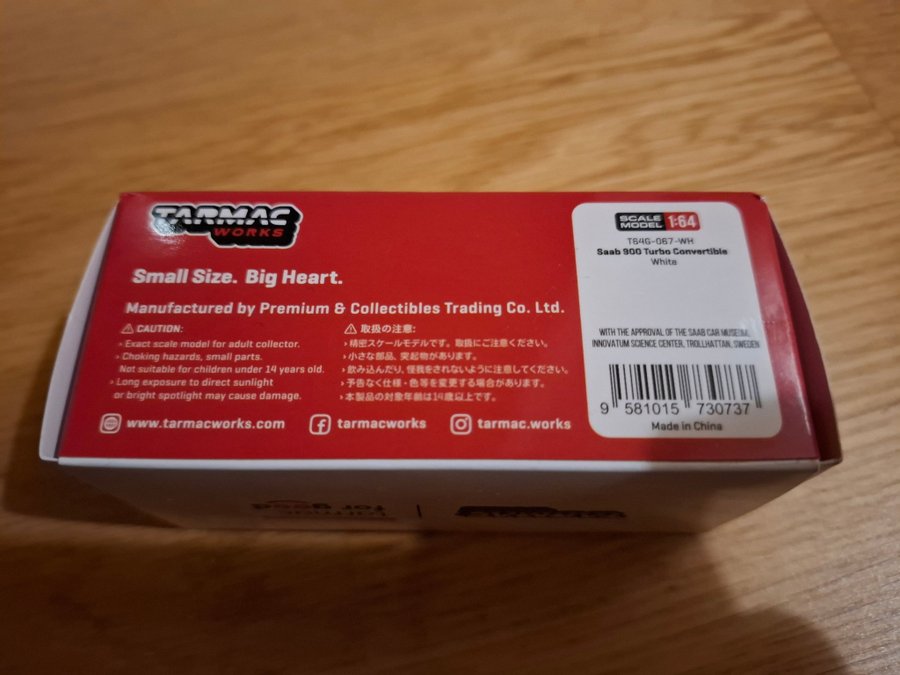 TARMAC
WORKS
Small Size. Big Heart.
Manufactured by Premium & Collectibles Trading Co. Ltd.
⚠ CAUTION:
› Exact scale model for adult collector.
› Choking hazards, small parts.
Not suitable for children under 14 years old.
› Long exposure to direct sunlight
or bright spotlight may cause damage.
⚠ 取扱の注意:
› 精密スケールモデルです。取扱にご注意ください。
› 小さな部品、突起物があります。
› 飲み込んだり、怪我をされないように注意してください。
› 予告なく仕様・色等を変更する場合があります。
› 本製品の対象年齢は14歳以上です。
www.tarmacworks.com
tarmacworks
tarmac.works
SCALE
MODEL 1:64
T64G-067-WH
Saab 900 Turbo Convertible
White
WITH THE APPROVAL OF THE SAAB CAR MUSEUM,
INNOVATUM SCIENCE CENTER, TROLLHATTAN, SWEDEN
9 581015 730737
Made in China
for good